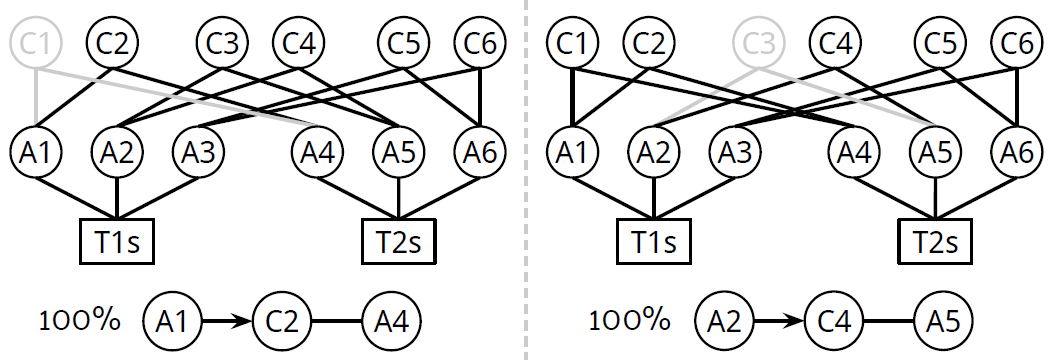 C1 C2 C3 C4 C5 C6
A1 A2 A3 A4 A5 A6
T1s T2s
100% A1 C2 A4
C1 C2 C3 C4 C5 C6
A1 A2 A3 A4 A5 A6
T1s T2s
100% A2 C4 A5